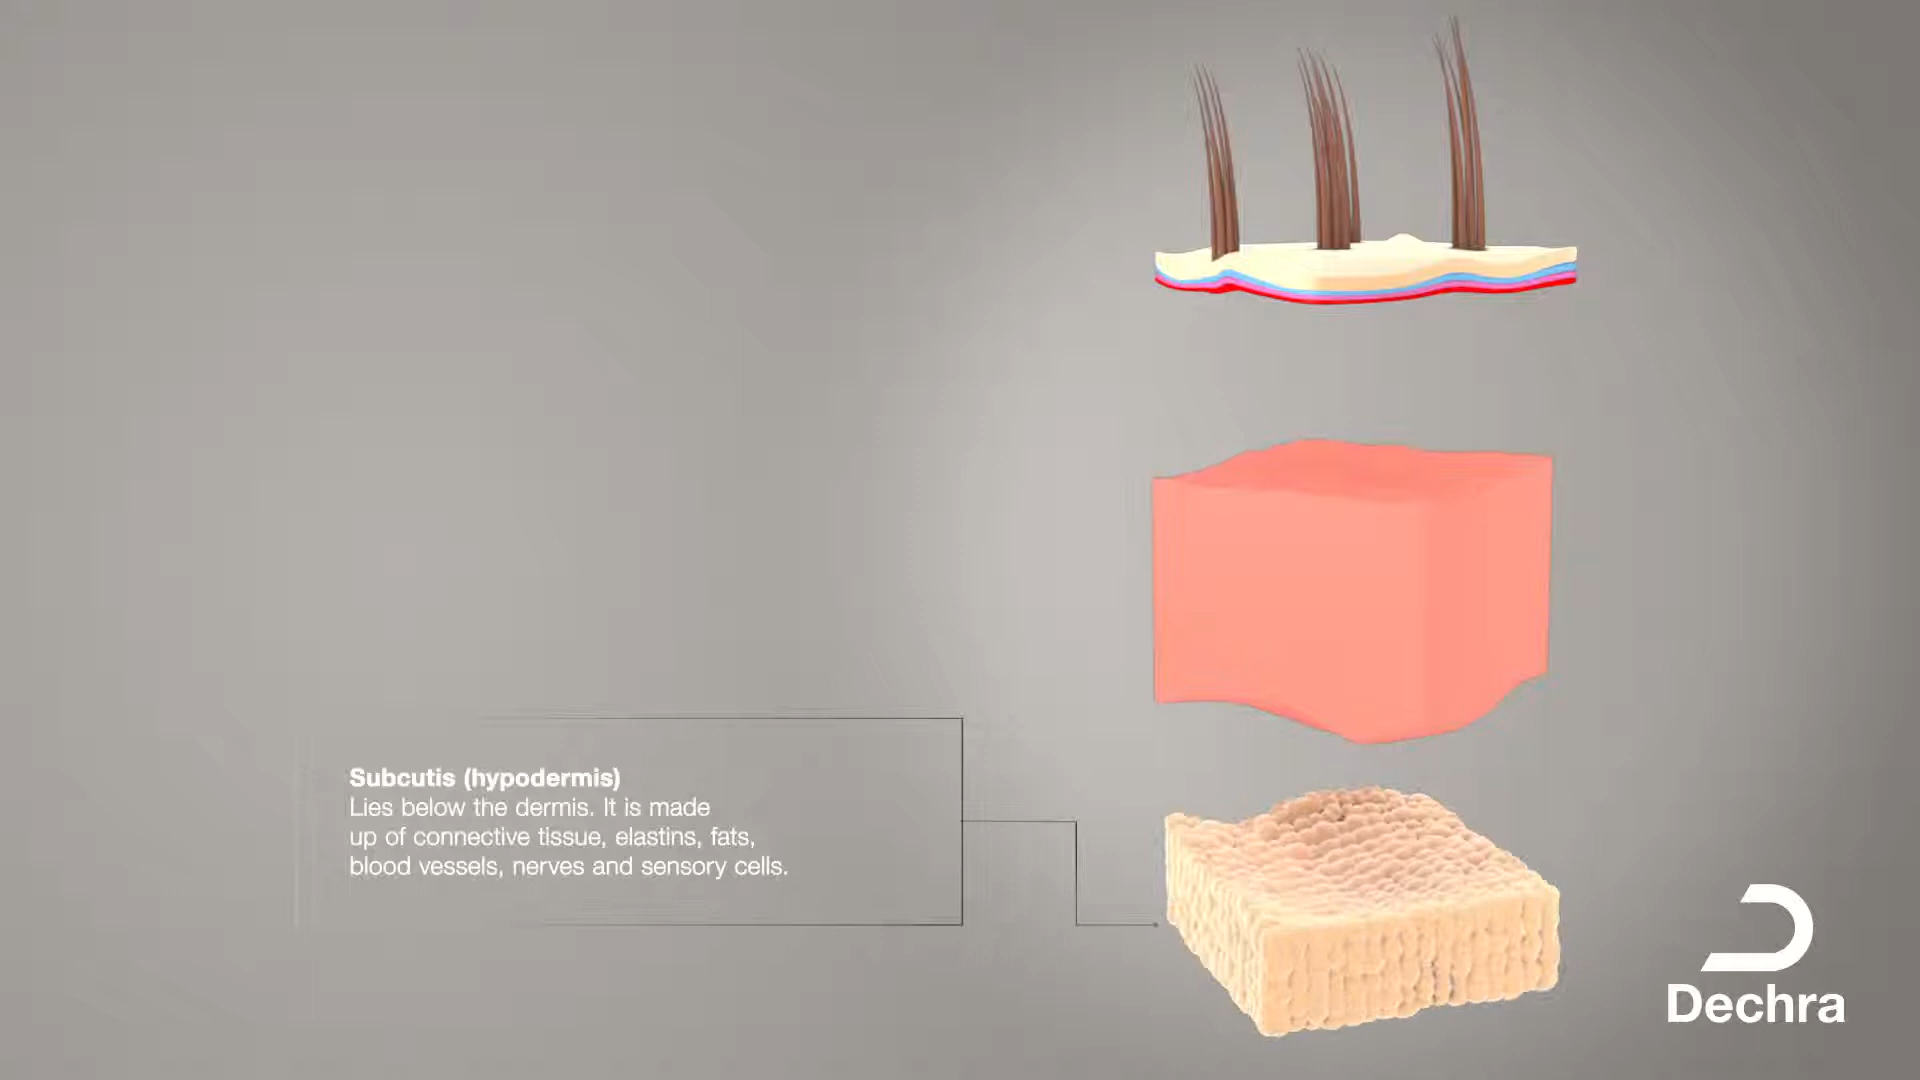 Subcutis (hypodermis)
Lies below the dermis. It is made
up of connective tissue, elastins, fats,
blood vessels, nerves and sensory cells.
Dechra